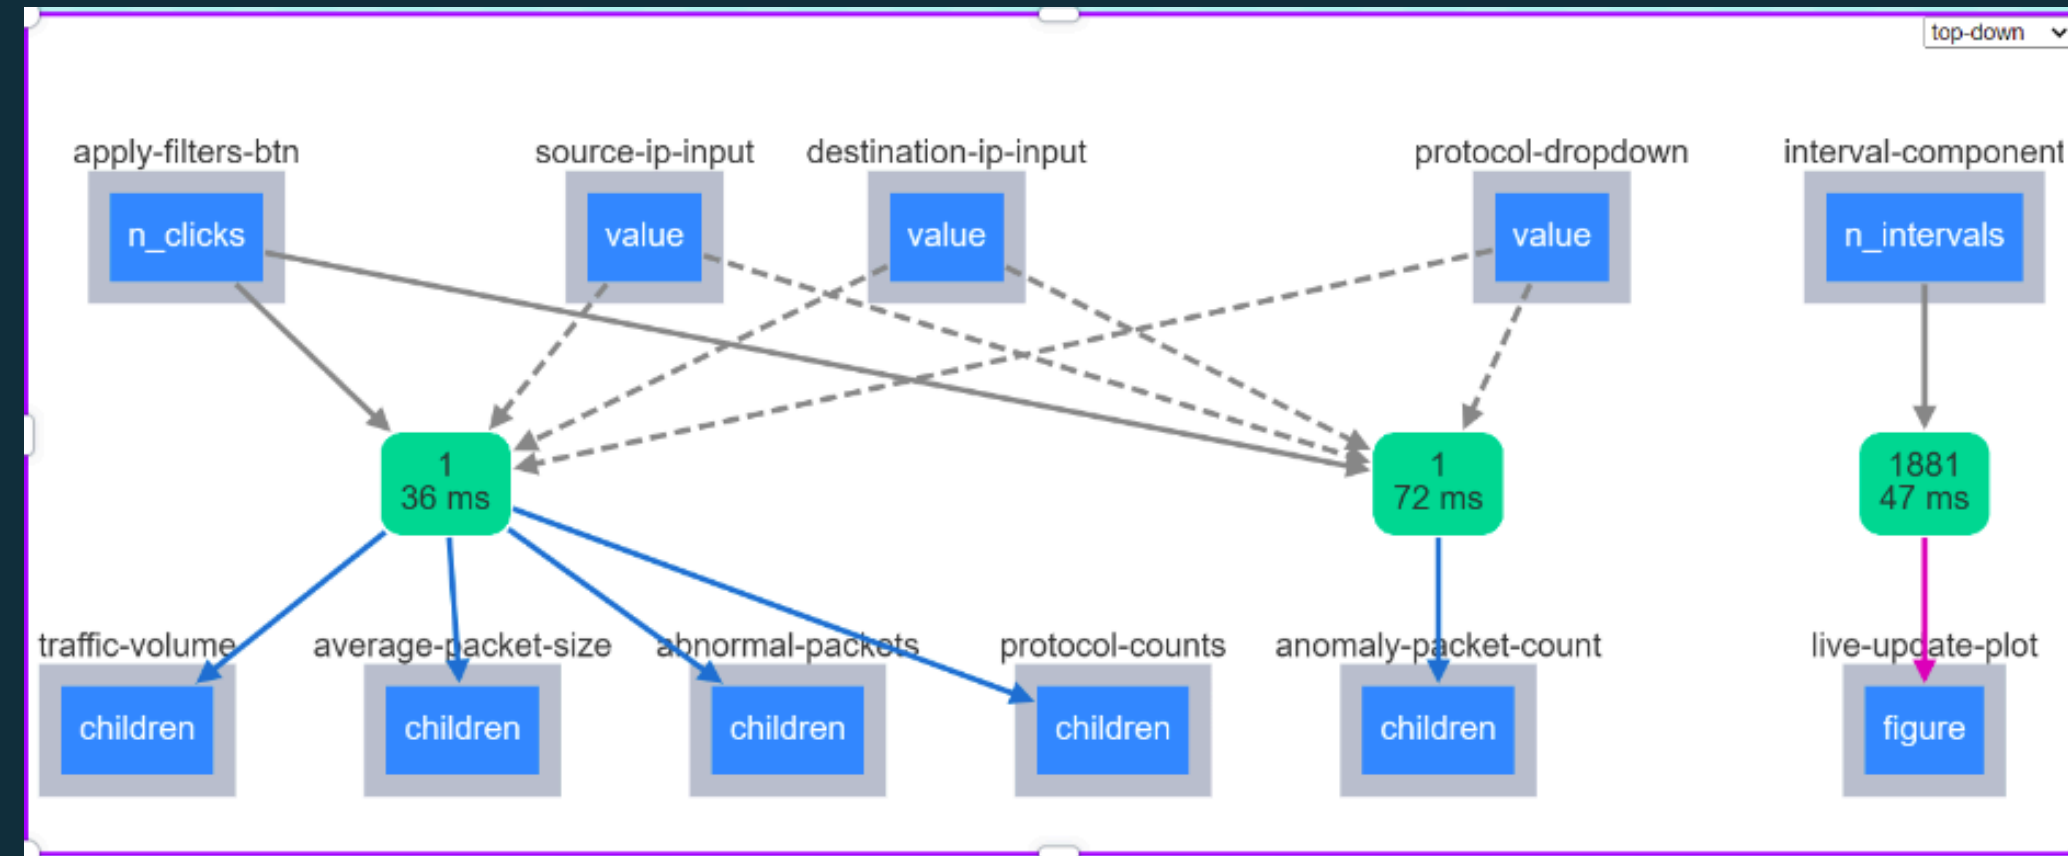 top-down
apply-filters-btn
source-ip-input
destination-ip-input
protocol-dropdown
interval-component
n_clicks
value
value
value
n_intervals
1
36 ms
1
72 ms
1881
47 ms
traffic-volume
average-packet-size
abnormal-packets
protocol-counts
anomaly-packet-count
live-update-plot
children
children
children
children
children
figure